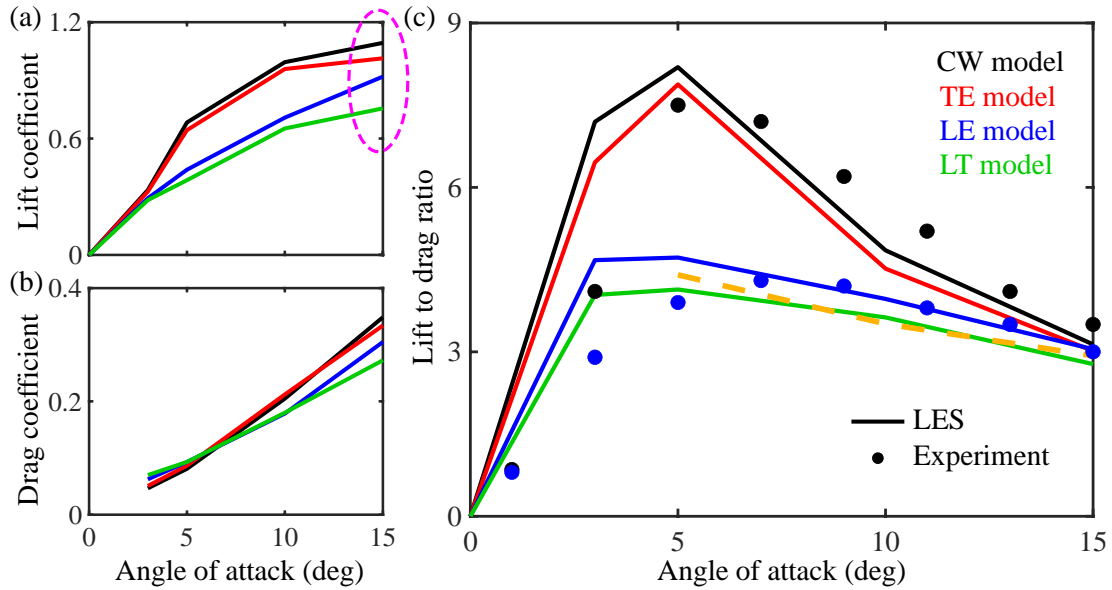 (a)
1.2
0.6
0
Lift coefficient
(b)
0.4
0.2
0
Drag coefficient
0 5 10 15
Angle of attack (deg)
(c)
9
6
3
0
Lift to drag ratio
CW model
TE model
LE model
LT model
LES
Experiment
0 5 10 15
Angle of attack (deg)